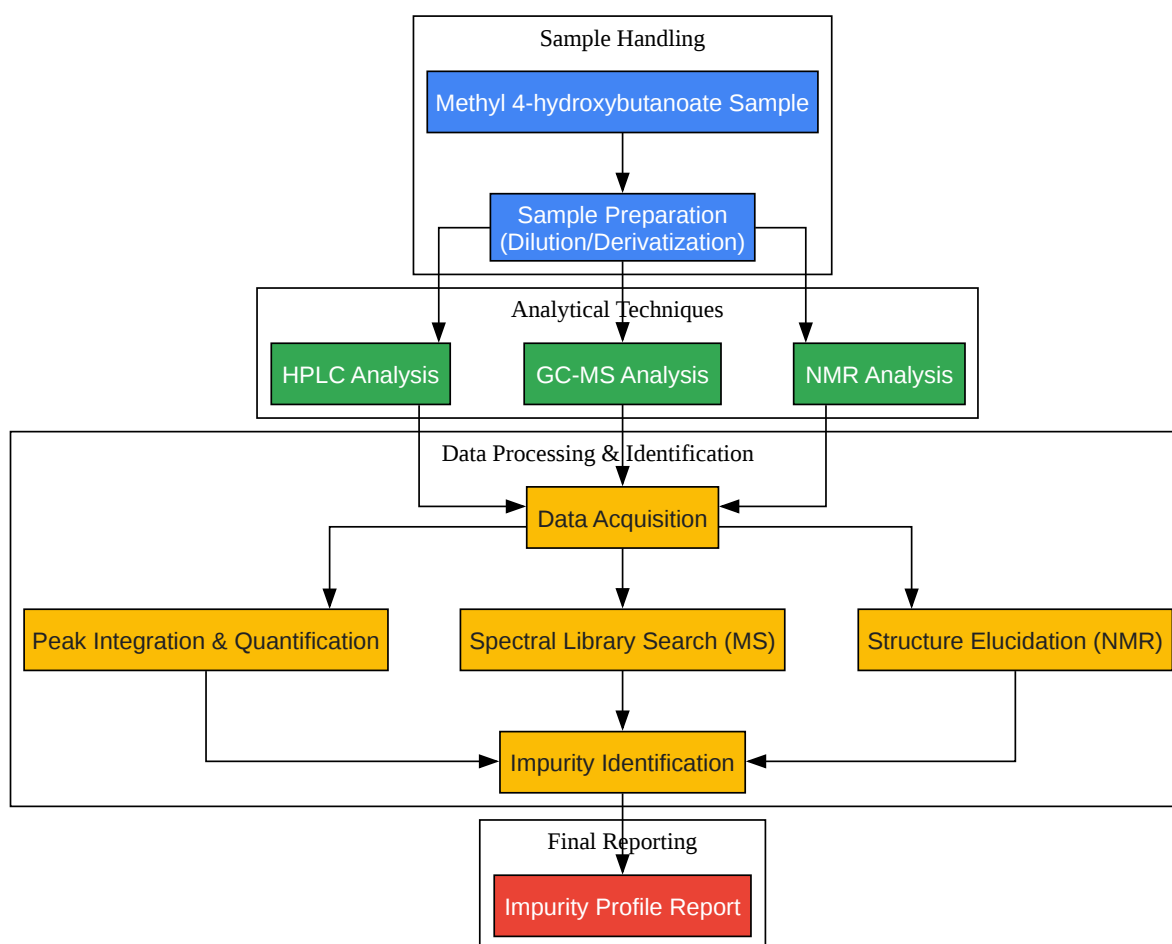 Sample Handling
Methyl 4-hydroxybutanoate Sample
Sample Preparation
(Dilution/Derivatization)
Analytical Techniques
HPLC Analysis
GC-MS Analysis
NMR Analysis
Data Processing & Identification
Data Acquisition
Peak Integration & Quantification
Spectral Library Search (MS)
Structure Elucidation (NMR)
Impurity Identification
Final Reporting
Impurity Profile Report